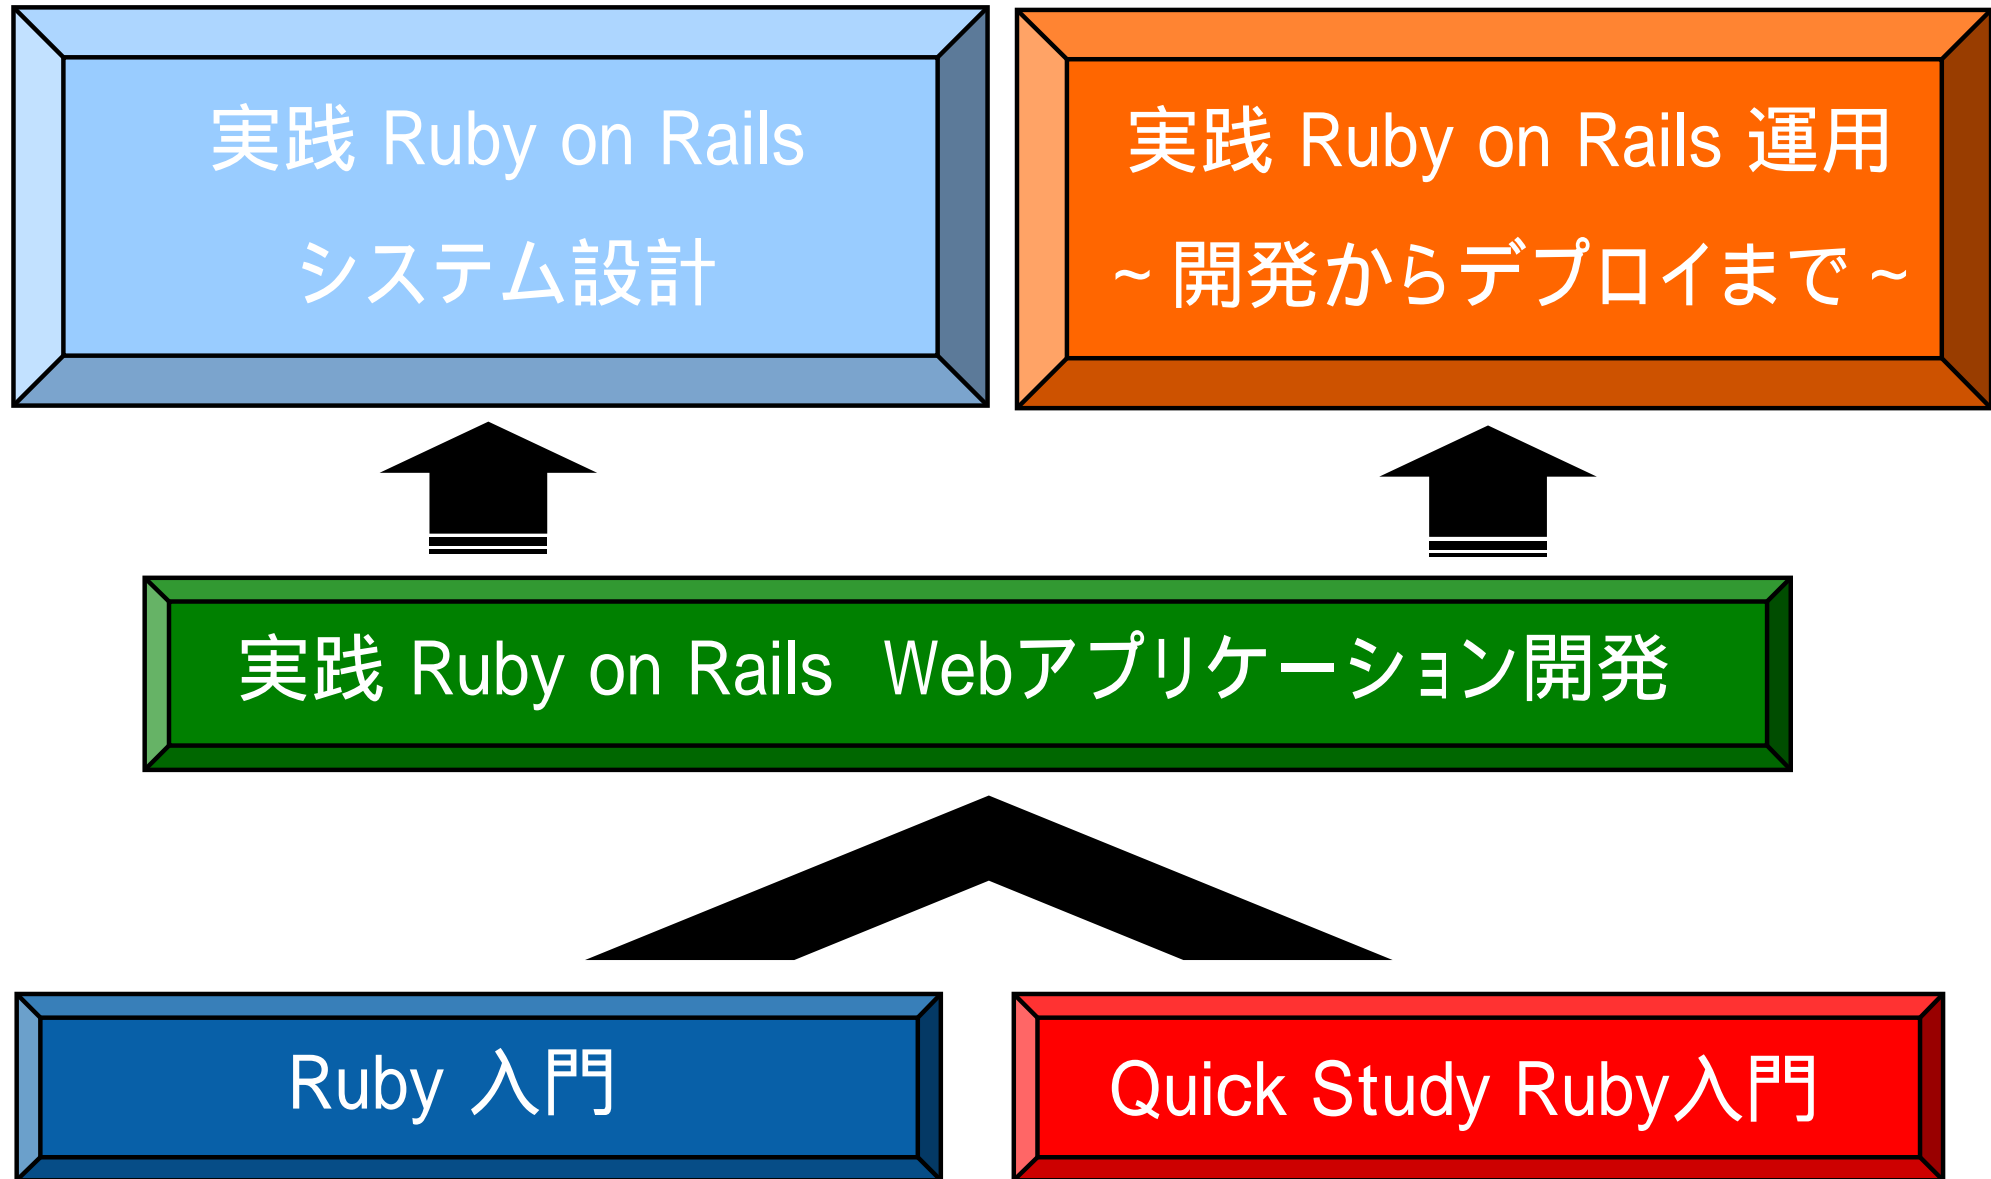 実践 Ruby on Rails
システム設計
実践 Ruby on Rails 運用
~ 開発からデプロイまで ~
実践 Ruby on Rails　Webアプリケーション開発
Ruby 入門
Quick Study Ruby入門